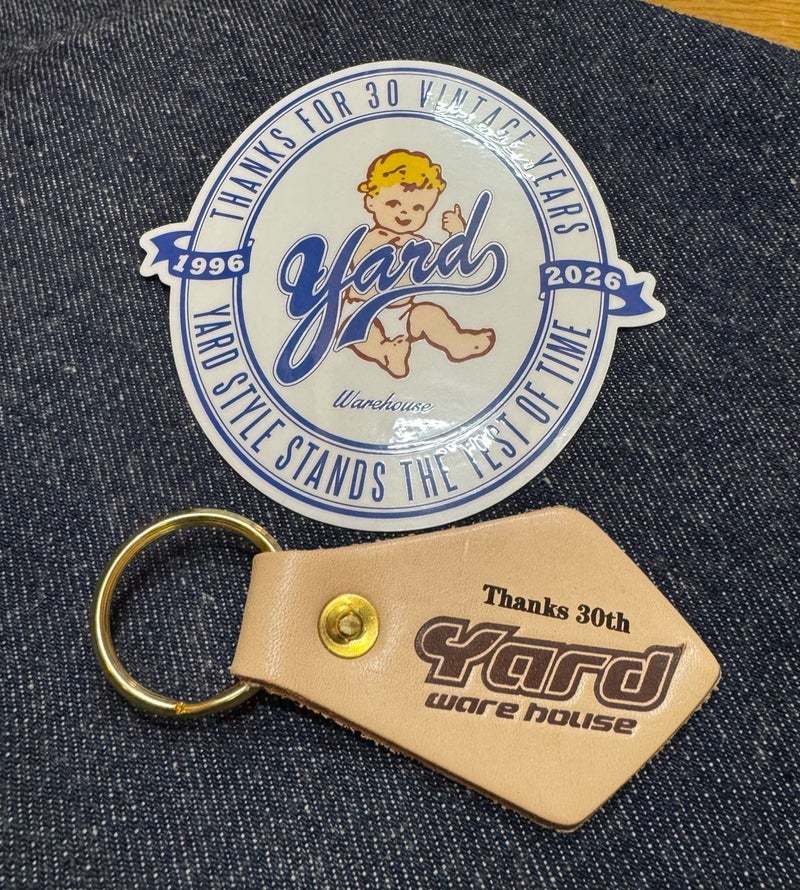 THANKS FOR 30 VINTAGE YEARS
1996
2026
Yard
Warehouse
YARD STYLE STANDS THE TEST OF TIME
Thanks 30th
Yard
ware house